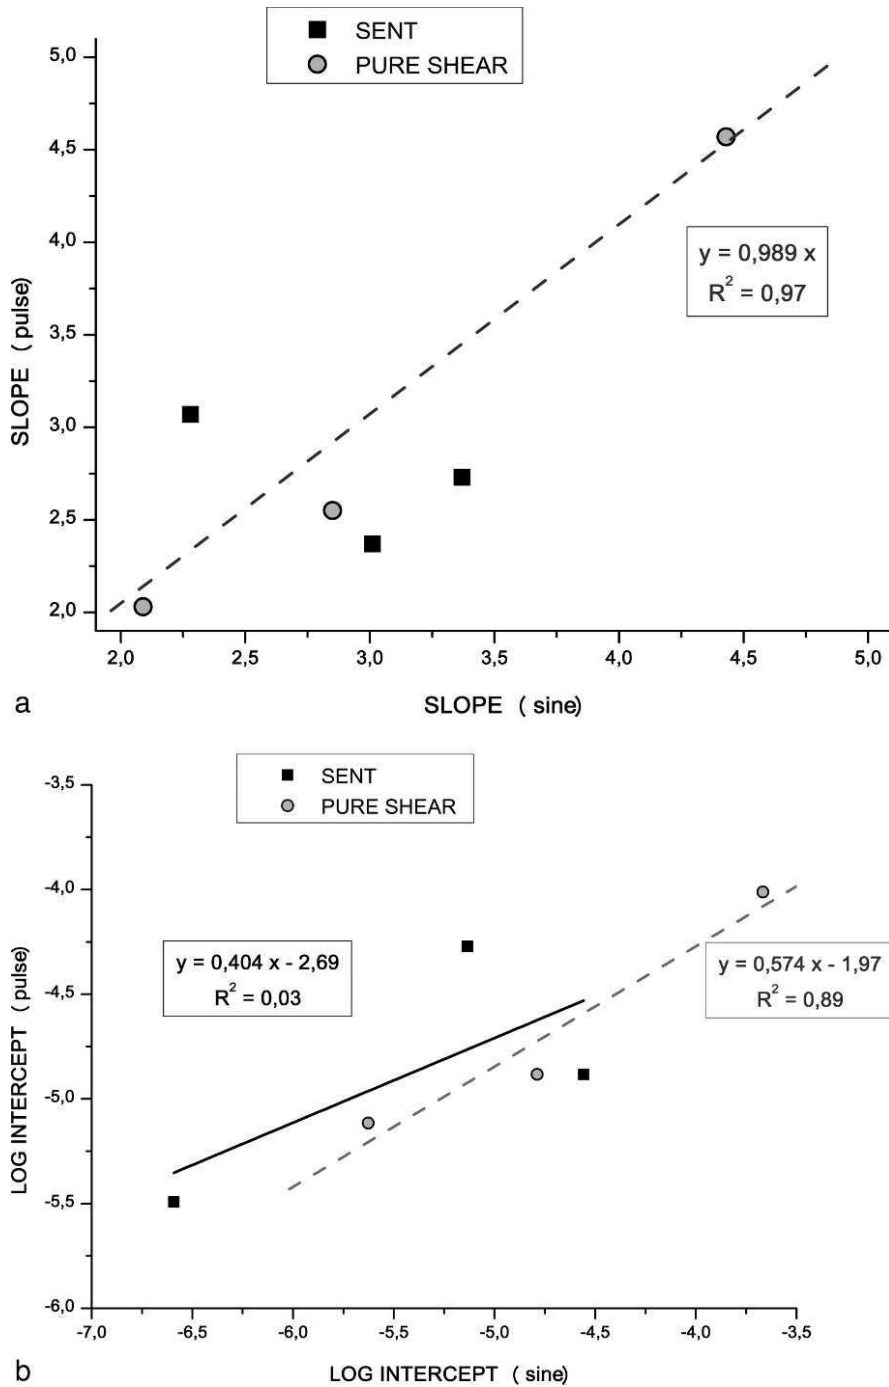 SENT
PURE SHEAR
5,0
4,5
4,0
3,5
3,0
2,5
2,0
SLOPE ( pulse)
y = 0,989 x
R² = 0,97
2,0 2,5 3,0 3,5 4,0 4,5 5,0
SLOPE ( sine)
a
SENT
PURE SHEAR
-3,5
-4,0
-4,5
-5,0
-5,5
-6,0
LOG INTERCEPT ( pulse)
y = 0,404 x - 2,69
R² = 0,03
y = 0,574 x - 1,97
R² = 0,89
-7,0 -6,5 -6,0 -5,5 -5,0 -4,5 -4,0 -3,5
LOG INTERCEPT ( sine)
b